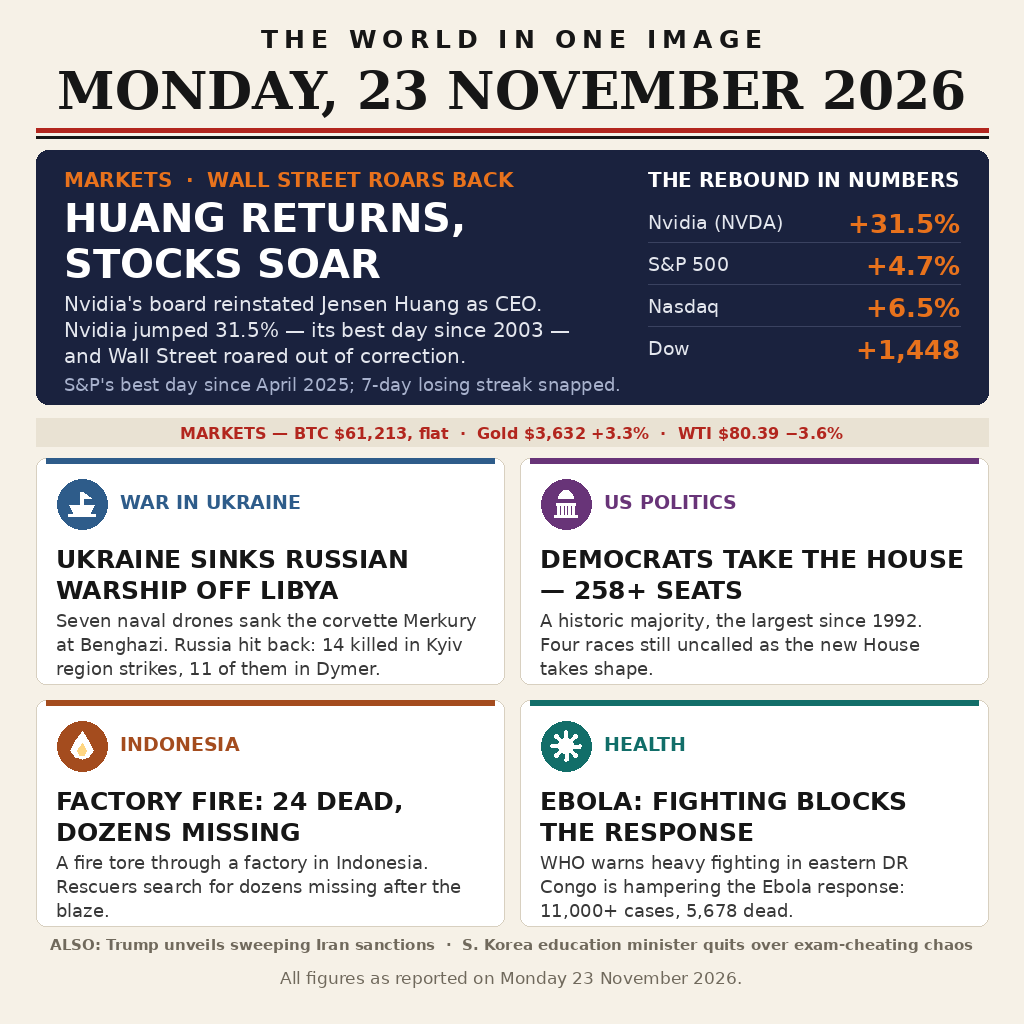 THE WORLD IN ONE IMAGE
MONDAY, 23 NOVEMBER 2026
MARKETS · WALL STREET ROARS BACK
HUANG RETURNS,
STOCKS SOAR
Nvidia's board reinstated Jensen Huang as CEO.
Nvidia jumped 31.5% — its best day since 2003 —
and Wall Street roared out of correction.
S&P's best day since April 2025; 7-day losing streak snapped.
THE REBOUND IN NUMBERS
Nvidia (NVDA) +31.5%
S&P 500 +4.7%
Nasdaq +6.5%
Dow +1,448
MARKETS — BTC $61,213, flat · Gold $3,632 +3.3% · WTI $80.39 −3.6%
WAR IN UKRAINE
UKRAINE SINKS RUSSIAN
WARSHIP OFF LIBYA
Seven naval drones sank the corvette Merkury
at Benghazi. Russia hit back: 14 killed in Kyiv
region strikes, 11 of them in Dymer.
US POLITICS
DEMOCRATS TAKE THE HOUSE
— 258+ SEATS
A historic majority, the largest since 1992.
Four races still uncalled as the new House
takes shape.
INDONESIA
FACTORY FIRE: 24 DEAD,
DOZENS MISSING
A fire tore through a factory in Indonesia.
Rescuers search for dozens missing after the
blaze.
HEALTH
EBOLA: FIGHTING BLOCKS
THE RESPONSE
WHO warns heavy fighting in eastern DR
Congo is hampering the Ebola response:
11,000+ cases, 5,678 dead.
ALSO: Trump unveils sweeping Iran sanctions · S. Korea education minister quits over exam-cheating chaos
All figures as reported on Monday 23 November 2026.